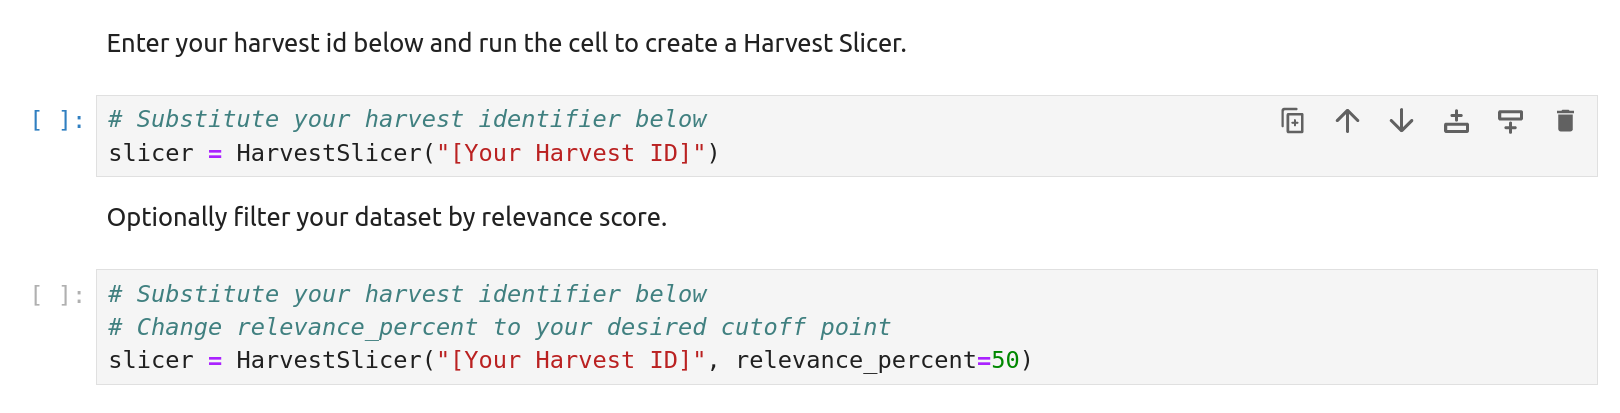 Enter your harvest id below and run the cell to create a Harvest Slicer.
[ ]:
# Substitute your harvest identifier below
slicer = HarvestSlicer("[Your Harvest ID]")
Optionally filter your dataset by relevance score.
[ ]:
# Substitute your harvest identifier below
# Change relevance_percent to your desired cutoff point
slicer = HarvestSlicer("[Your Harvest ID]", relevance_percent=50)